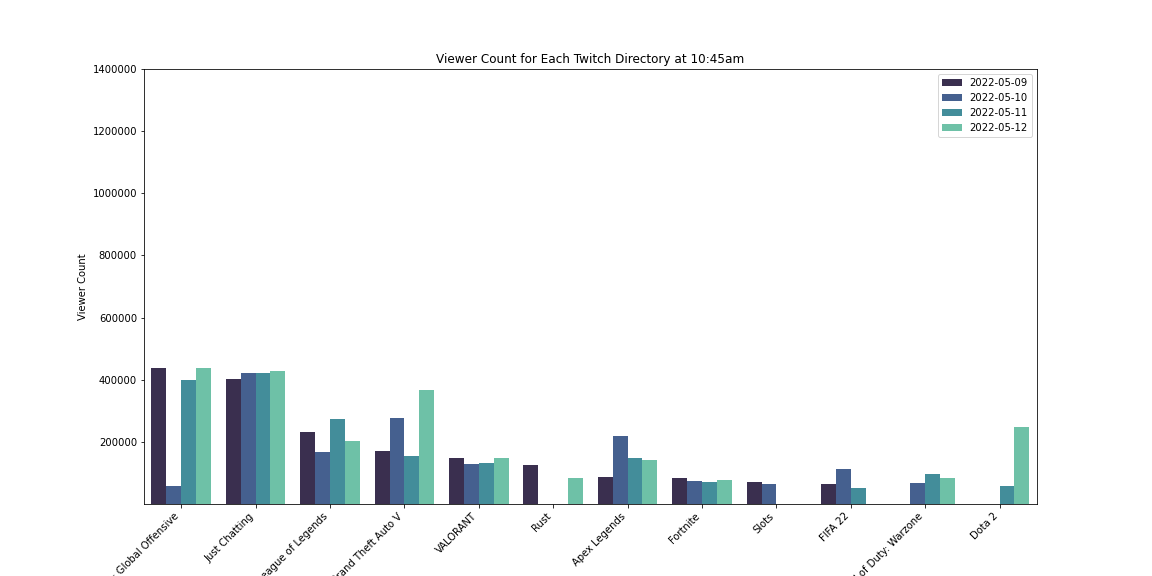 Viewer Count for Each Twitch Directory at 10:45am
1400000
1200000
1000000
800000
600000
400000
200000
Viewer Count
2022-05-09
2022-05-10
2022-05-11
2022-05-12
: Global Offensive
Just Chatting
eague of Legends
rand Theft Auto V
VALORANT
Rust
Apex Legends
Fortnite
Slots
FIFA 22
of Duty: Warzone
Dota 2